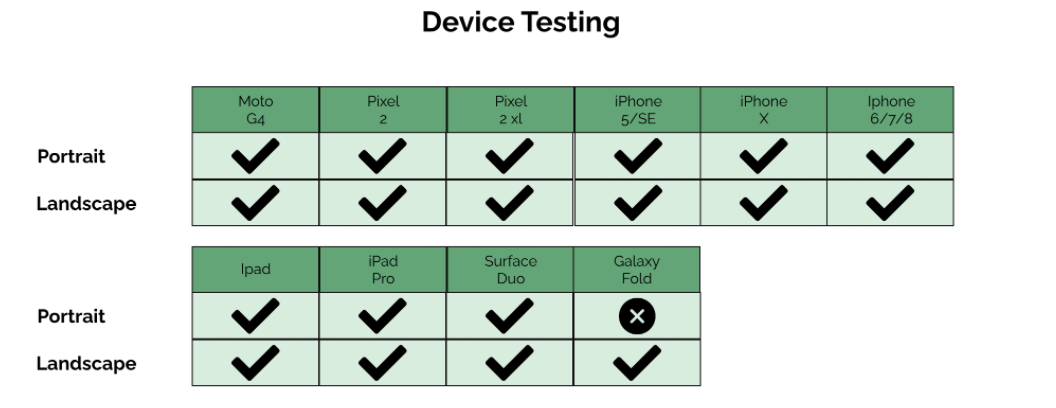 Device Testing
Moto
G4
Pixel
2
Pixel
2 xl
iPhone
5/SE
iPhone
X
Iphone
6/7/8
Portrait
Landscape
Ipad
iPad
Pro
Surface
Duo
Galaxy
Fold
Portrait
Landscape